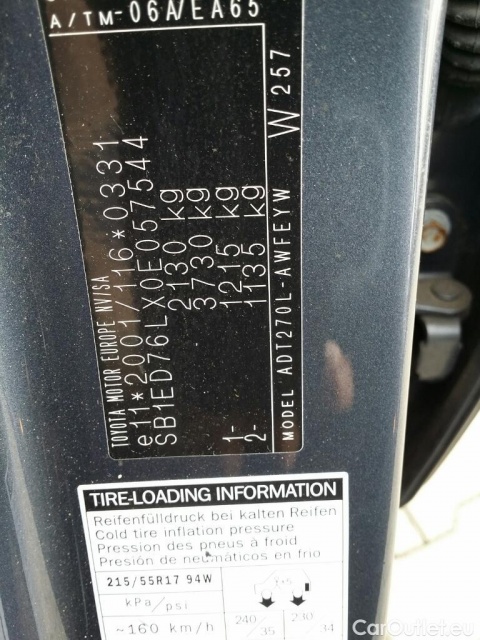 TOYOTA MOTOR EUROPE NV/SA
e11*2001/116*0331
SB1ED76LX0E057544
2130 kg
3730 kg
1- 1215 kg
2- 1135 kg
MODEL ADT270L-AWFEYW W257
A/TM-06A/EA65
TIRE-LOADING INFORMATION
Reifenfülldruck bei kalten Reifen
Cold tire inflation pressure
Pression des pneus à froid
Presión de neumáticos en frio
215/55R17 94W
kPa/psi
~160 km/h
240/35
230/34
CarOutlet.eu